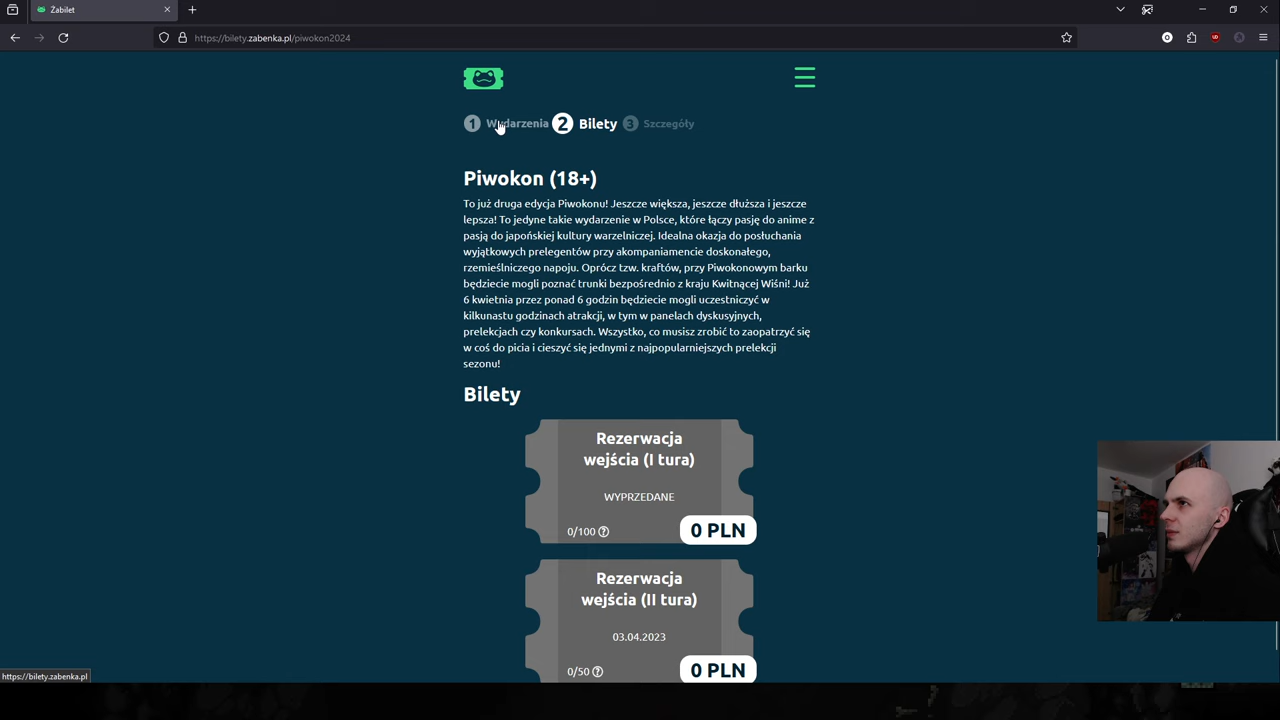 Żabilet
https://bilety.zabenka.pl/piwokon2024
1 Wydarzenia 2 Bilety 3 Szczegóły
Piwokon (18+)
To już druga edycja Piwokonu! Jeszcze większa, jeszcze dłuższa i jeszcze
lepsza! To jedyne takie wydarzenie w Polsce, które łączy pasję do anime z
pasją do japońskiej kultury warzelniczej. Idealna okazja do posłuchania
wyjątkowych prelegentów przy akompaniamencie doskonałego,
rzemieślniczego napoju. Oprócz tzw. kraftów, przy Piwokonowym barku
będziecie mogli poznać trunki bezpośrednio z kraju Kwitnącej Wiśni! Już
6 kwietnia przez ponad 6 godzin będziecie mogli uczestniczyć w
kilkunastu godzinach atrakcji, w tym w panelach dyskusyjnych,
prelekcjach czy konkursach. Wszystko, co musisz zrobić to zaopatrzyć się
w coś do picia i cieszyć się jednymi z najpopularniejszych prelekcji
sezonu!
Bilety
Rezerwacja
wejścia (I tura)
WYPRZEDANE
0/100 ?
0 PLN
Rezerwacja
wejścia (II tura)
03.04.2023
0/50 ?
0 PLN
https://bilety.zabenka.pl